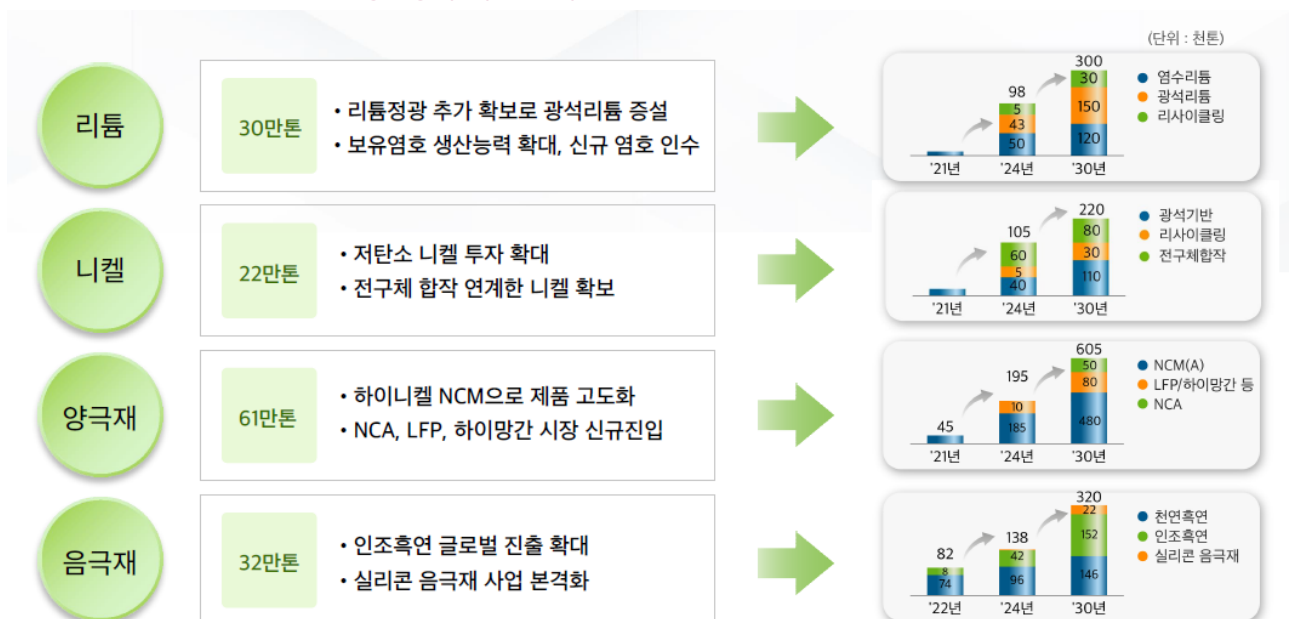 (단위 : 천톤)
리튬
30만톤
• 리튬정광 추가 확보로 광석리튬 증설
• 보유염호 생산능력 확대, 신규 염호 인수
300
30
150
120
98
5
43
50
'21년 '24년 '30년
염수리튬
광석리튬
리사이클링
니켈
22만톤
• 저탄소 니켈 투자 확대
• 전구체 합작 연계한 니켈 확보
220
80
30
110
105
60
5
40
'21년 '24년 '30년
광석기반
리사이클링
전구체합작
양극재
61만톤
• 하이니켈 NCM으로 제품 고도화
• NCA, LFP, 하이망간 시장 신규진입
605
50
80
480
195
10
185
45
'21년 '24년 '30년
NCM(A)
LFP/하이망간 등
NCA
음극재
32만톤
• 인조흑연 글로벌 진출 확대
• 실리콘 음극재 사업 본격화
320
22
152
146
138
42
96
82
8
74
'22년 '24년 '30년
천연흑연
인조흑연
실리콘 음극재